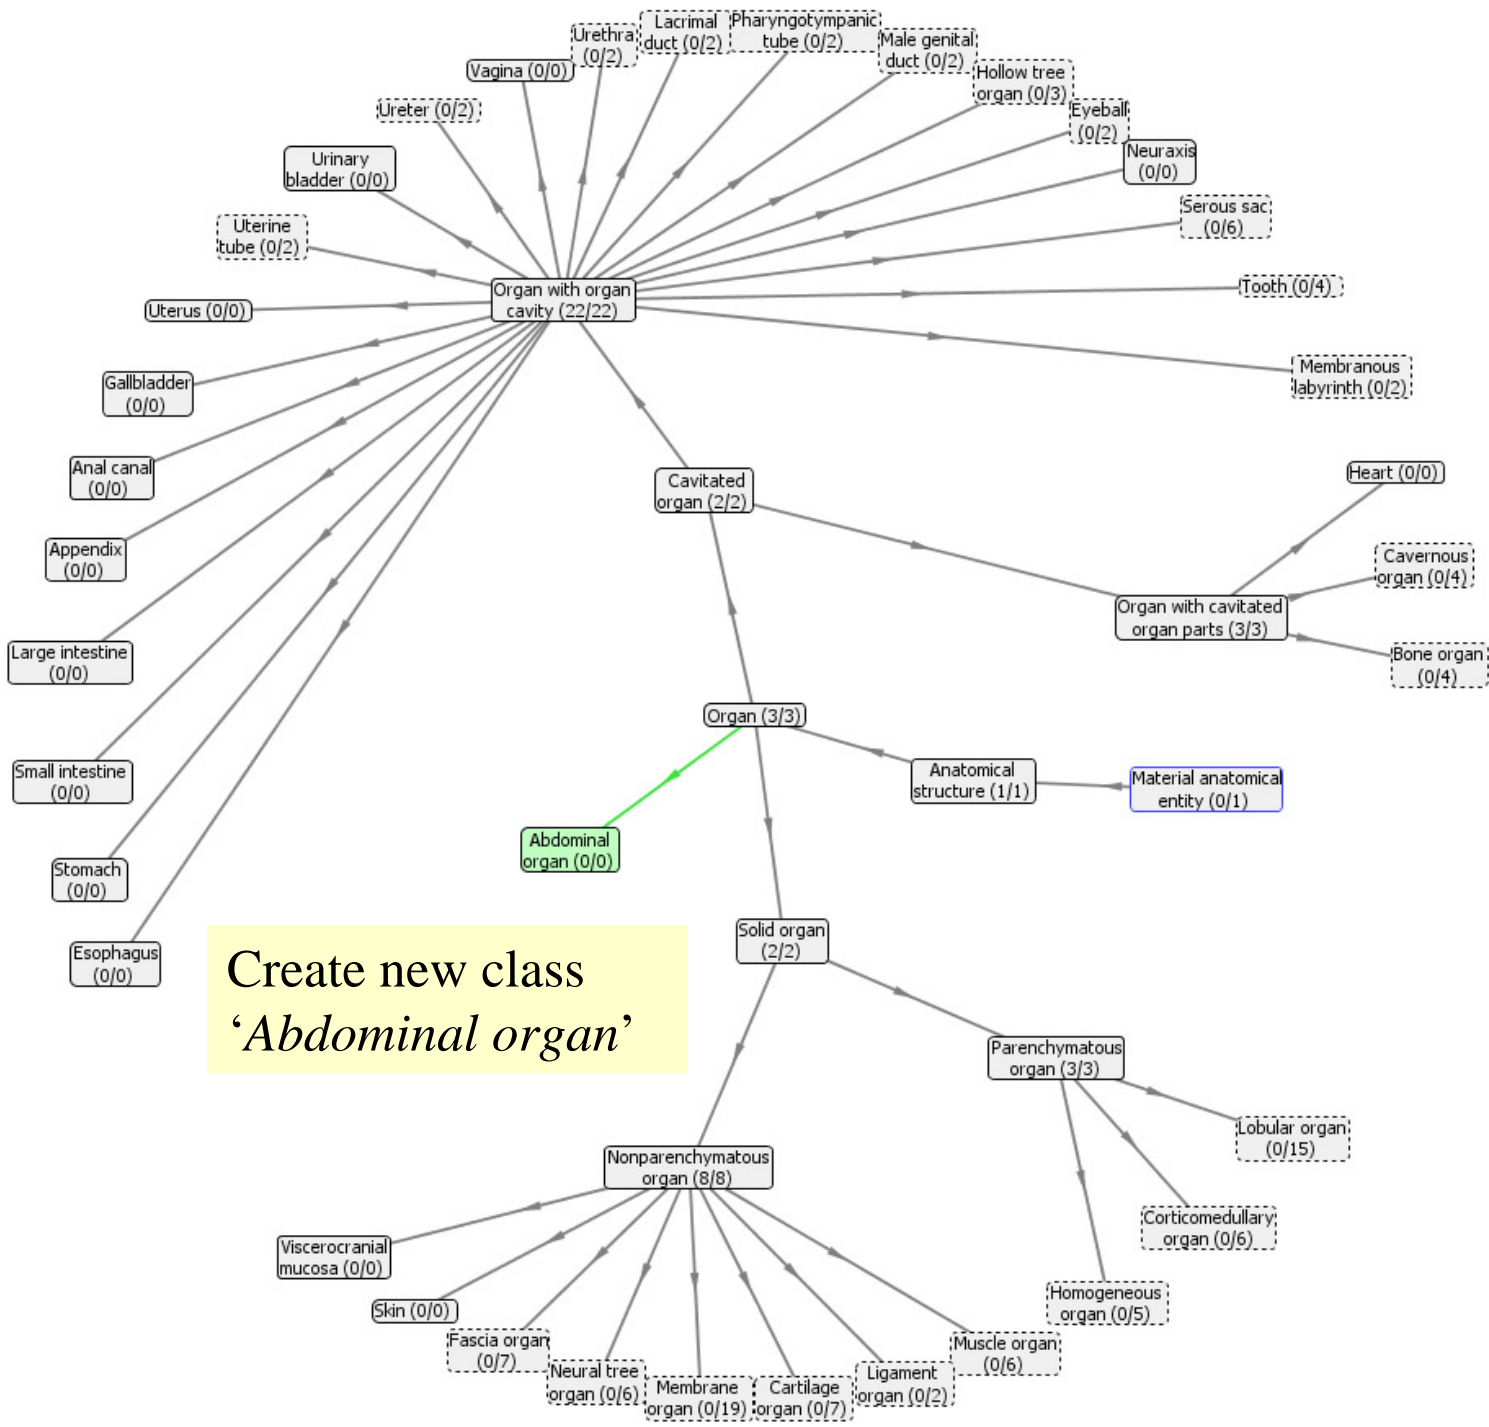 Lacrimal
duct (0/2)
Pharyngotympanic
tube (0/2)
Urethra
(0/2)
Male genital
duct (0/2)
Vagina (0/0)
Hollow tree
organ (0/3)
Ureter (0/2)
Eyeball
(0/2)
Urinary
bladder (0/0)
Neuraxis
(0/0)
Uterine
tube (0/2)
Serous sac
(0/6)
Organ with organ
cavity (22/22)
Tooth (0/4)
Uterus (0/0)
Membranous
labyrinth (0/2)
Gallbladder
(0/0)
Anal canal
(0/0)
Cavitated
organ (2/2)
Heart (0/0)
Appendix
(0/0)
Cavernous
organ (0/4)
Organ with cavitated
organ parts (3/3)
Large intestine
(0/0)
Bone organ
(0/4)
Organ (3/3)
Small intestine
(0/0)
Anatomical
structure (1/1)
Material anatomical
entity (0/1)
Abdominal
organ (0/0)
Stomach
(0/0)
Solid organ
(2/2)
Esophagus
(0/0)
Create new class
‘Abdominal organ’
Parenchymatous
organ (3/3)
Lobular organ
(0/15)
Nonparenchymatous
organ (8/8)
Corticomedullary
organ (0/6)
Viscerocranial
mucosa (0/0)
Homogeneous
organ (0/5)
Skin (0/0)
Fascia organ
(0/7)
Muscle organ
(0/6)
Neural tree
organ (0/6)
Membrane
organ (0/19)
Cartilage
organ (0/7)
Ligament
organ (0/2)